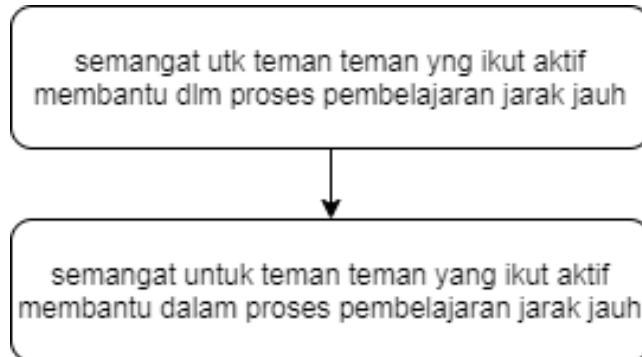 semangat utk teman teman yng ikut aktif
membantu dlm proses pembelajaran jarak jauh
semangat untuk teman teman yang ikut aktif
membantu dalam proses pembelajaran jarak jauh